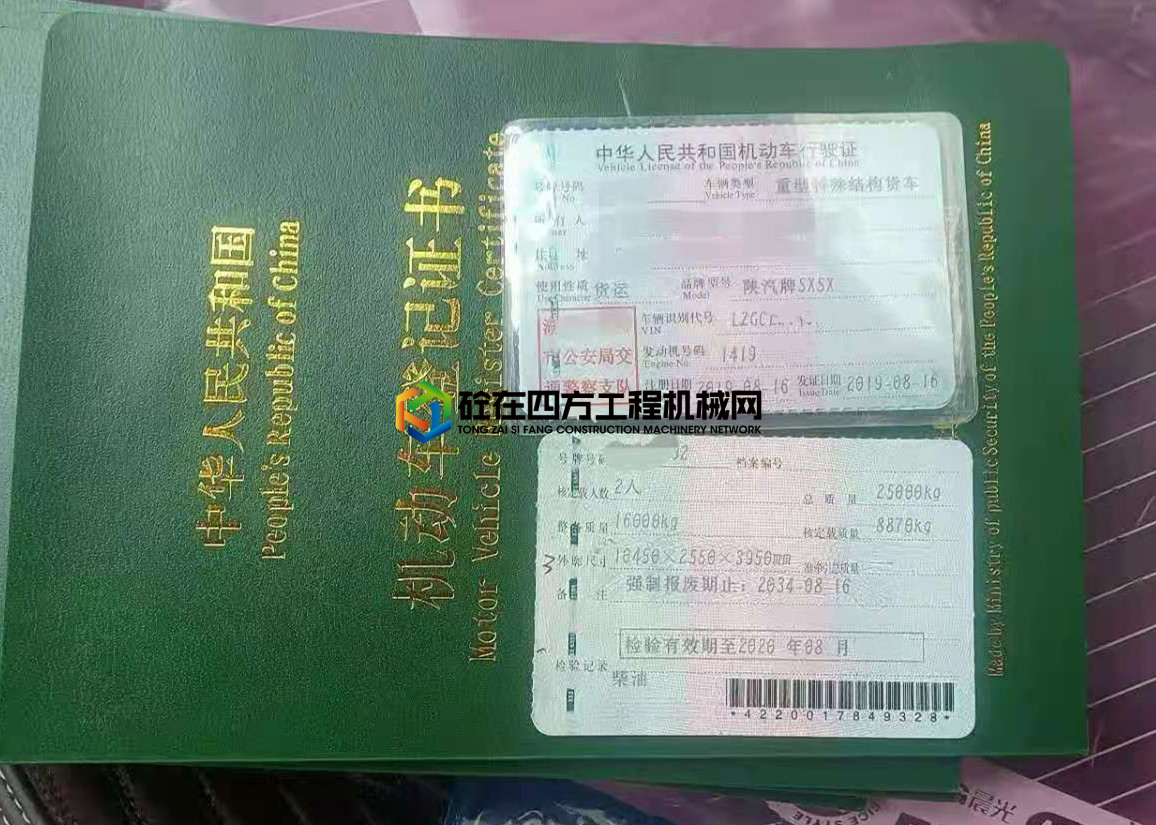 中华人民共和国
People's Republic of China
机动车登记证书
Motor Vehicle Register Certificate
中华人民共和国机动车行驶证
Vehicle License of the People's Republic of China
号牌号码
No.
车辆类型 重型特殊结构货车
Vehicle Type
所有人
住 址
Address
使用性质 货运
Use Character
品牌型号 陕汽牌SX5X
Model
车辆识别代号
VIN
发动机号码 1419
Engine No.
注册日期 2019-08-16
发证日期 2019-08-16
Issue Date
市公安局交
通警察支队
砼在四方工程机械网
TONG ZAI SI FANG CONSTRUCTION MACHINERY NETWORK
号牌号码 档案编号
核定载人数 2人
总 质 量 25000kg
整备质量 16000kg
核定载质量 8870kg
外廓尺寸 10450×2550×3950mm
准牵引总质量 ——
备 注 强制报废期止：2034-08-16
检验有效期至2020 年08 月
检验记录
柴油
*4220017849328*
Made by Ministry of public Security of the People's Republic of China
晨光